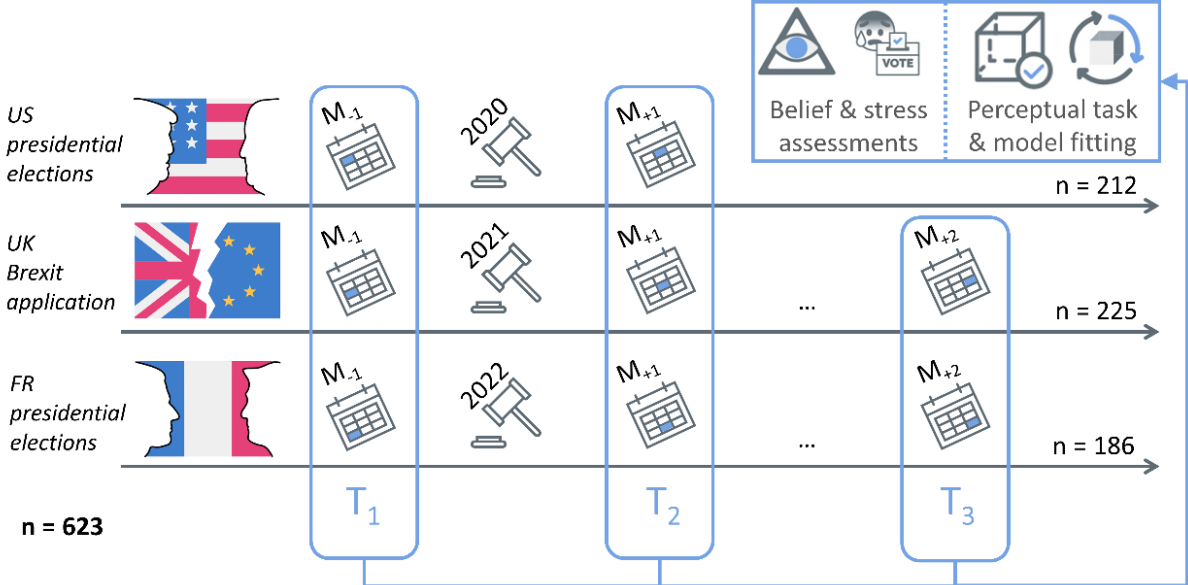 VOTE
Belief & stress
assessments
Perceptual task
& model fitting
US
presidential
elections
M-1
2020
M+1
n = 212
UK
Brexit
application
M-1
2021
M+1
...
M+2
n = 225
FR
presidential
elections
M-1
2022
M+1
...
M+2
n = 186
T1
T2
T3
n = 623